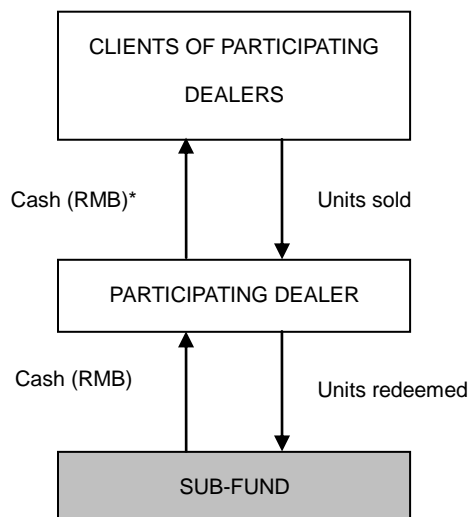 CLIENTS OF PARTICIPATING
DEALERS
Cash (RMB)*
Units sold
PARTICIPATING DEALER
Cash (RMB)
Units redeemed
SUB-FUND